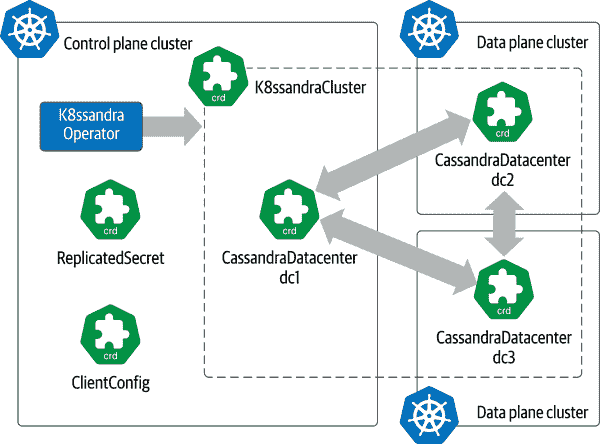 Control plane cluster
Data plane cluster
crd
K8ssandraCluster
K8ssandra
Operator
crd
CassandraDatacenter
dc2
crd
ReplicatedSecret
crd
CassandraDatacenter
dc1
crd
CassandraDatacenter
dc3
crd
ClientConfig
Data plane cluster